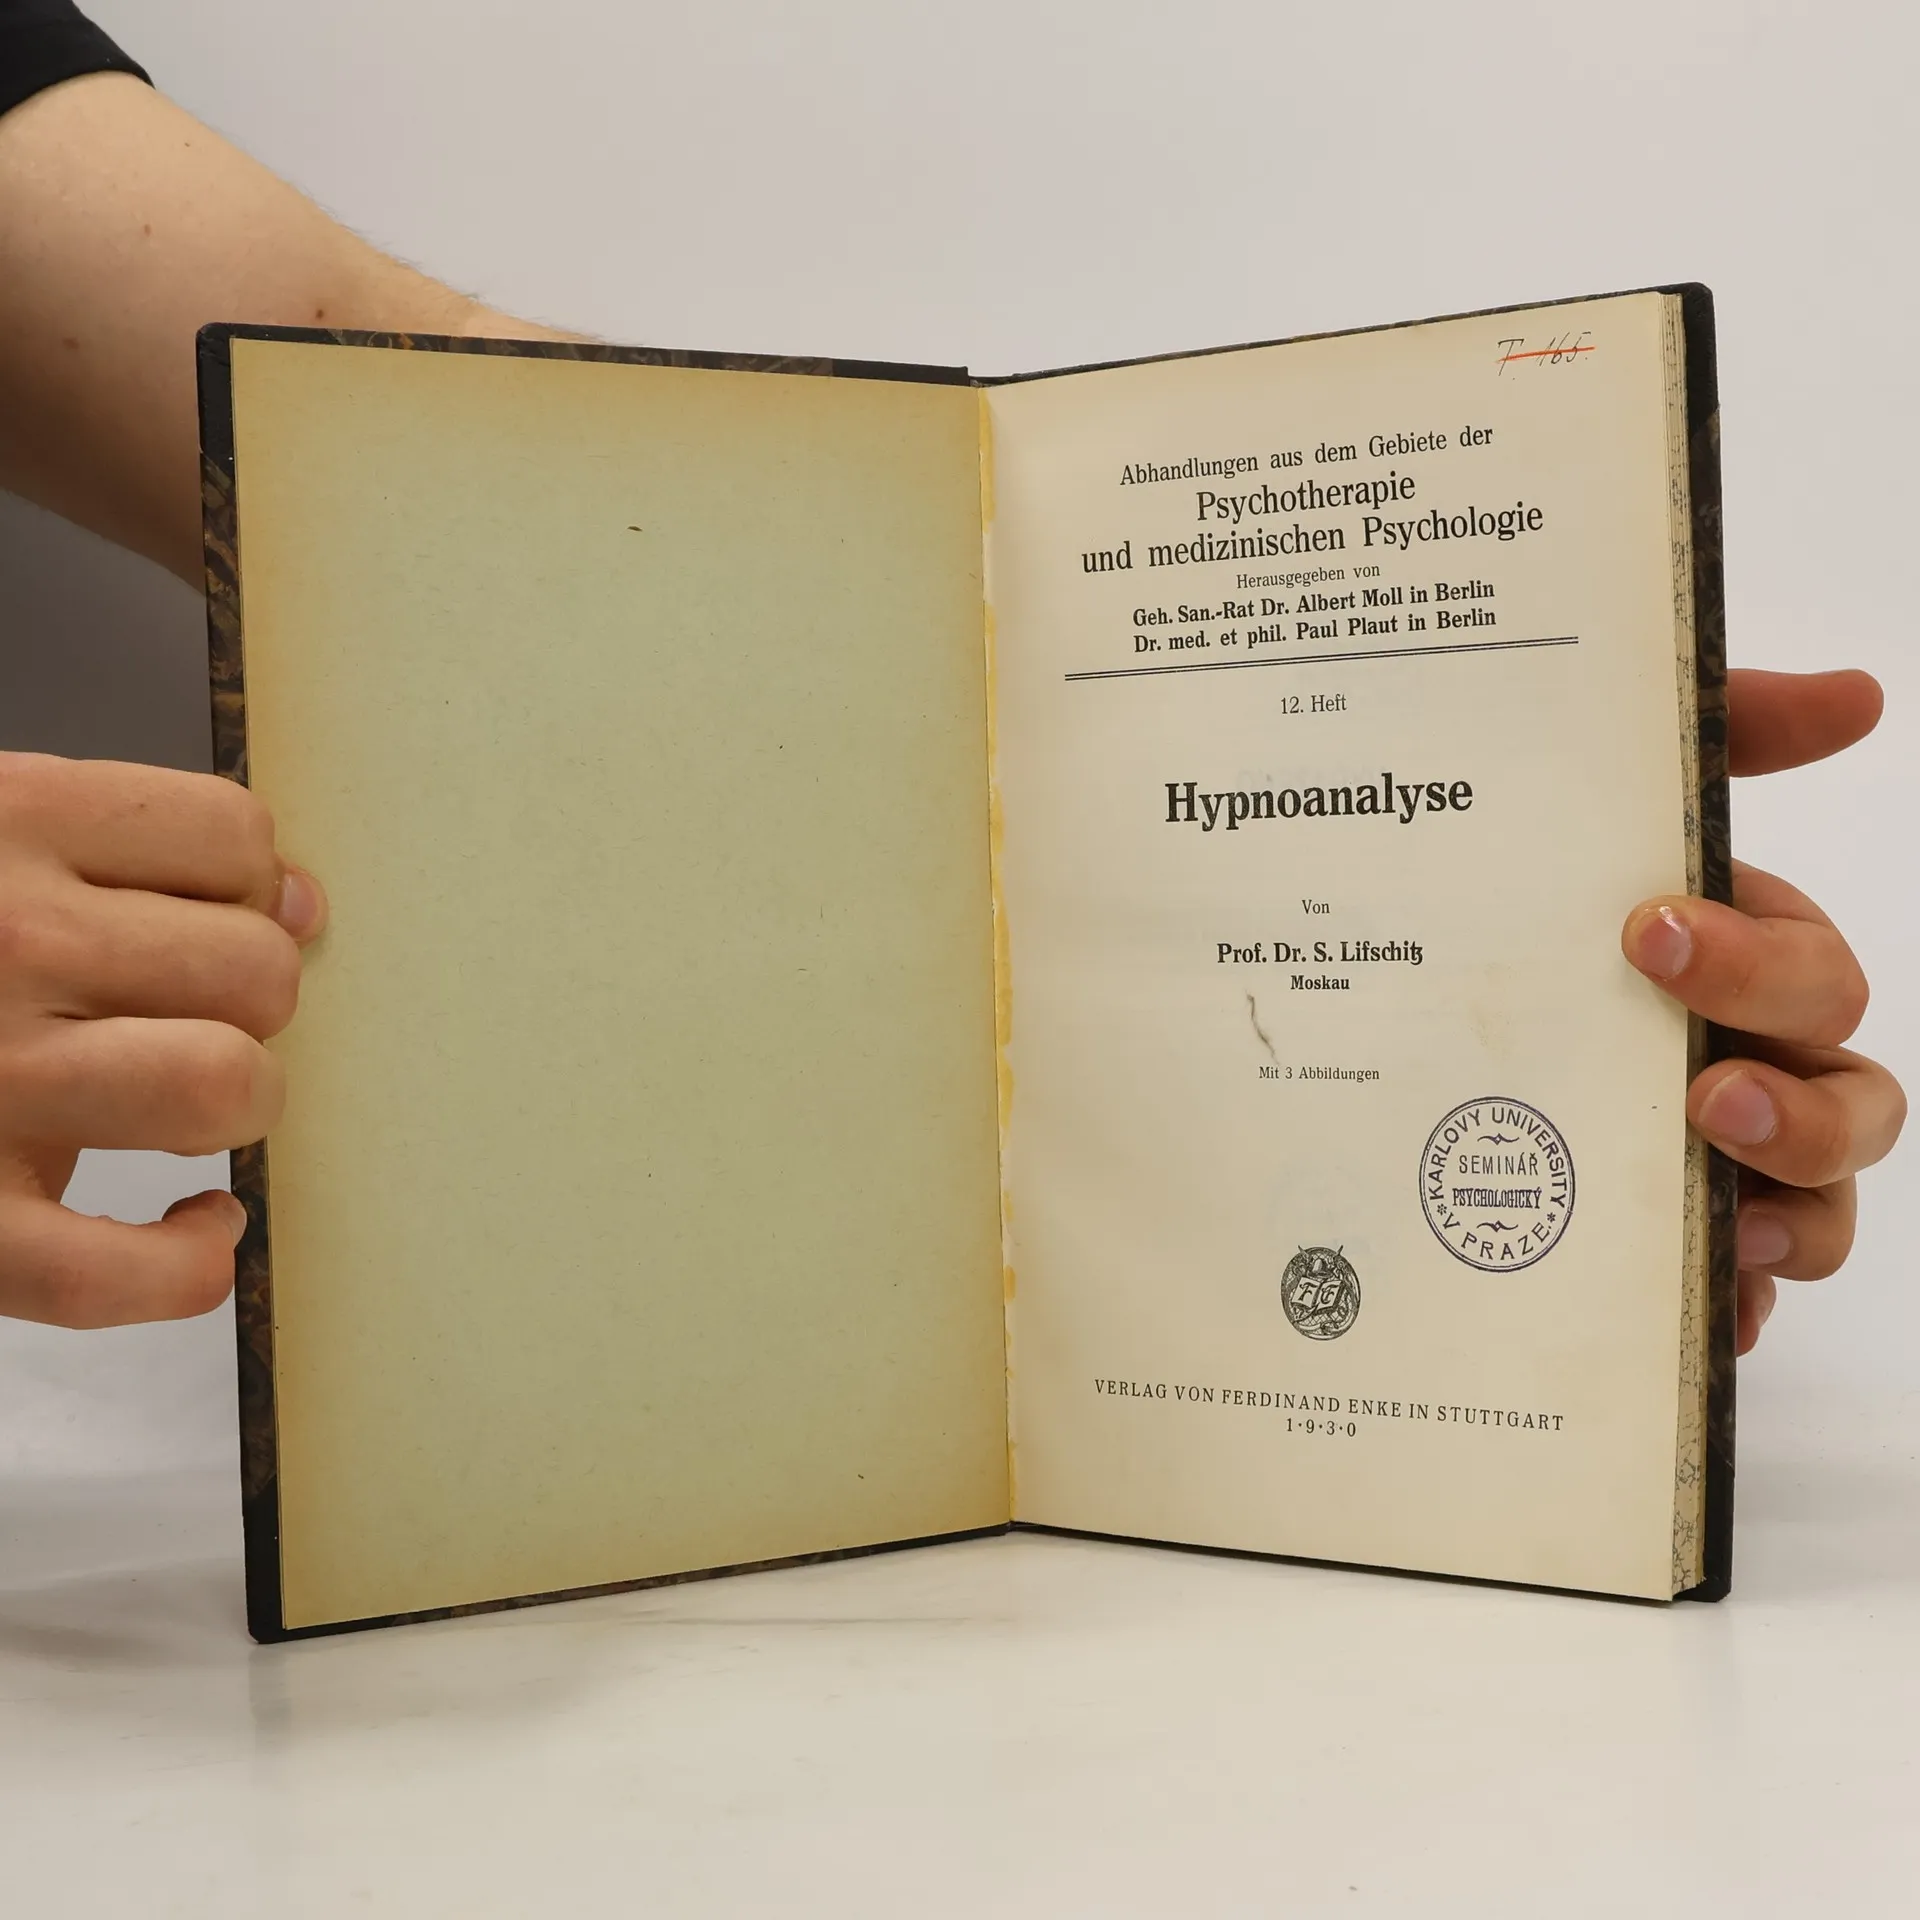 T. 165.
Abhandlungen aus dem Gebiete der
Psychotherapie
und medizinischen Psychologie
Herausgegeben von
Geh. San.-Rat Dr. Albert Moll in Berlin
Dr. med. et phil. Paul Plaut in Berlin
12. Heft
Hypnoanalyse
Von
Prof. Dr. S. Lifschitz
Moskau
Mit 3 Abbildungen
KARLOVY UNIVERSITY
SEMINÁŘ
PSYCHOLOGICKÝ
* V PRAZE. *
F E
VERLAG VON FERDINAND ENKE IN STUTTGART
1·9·3·0